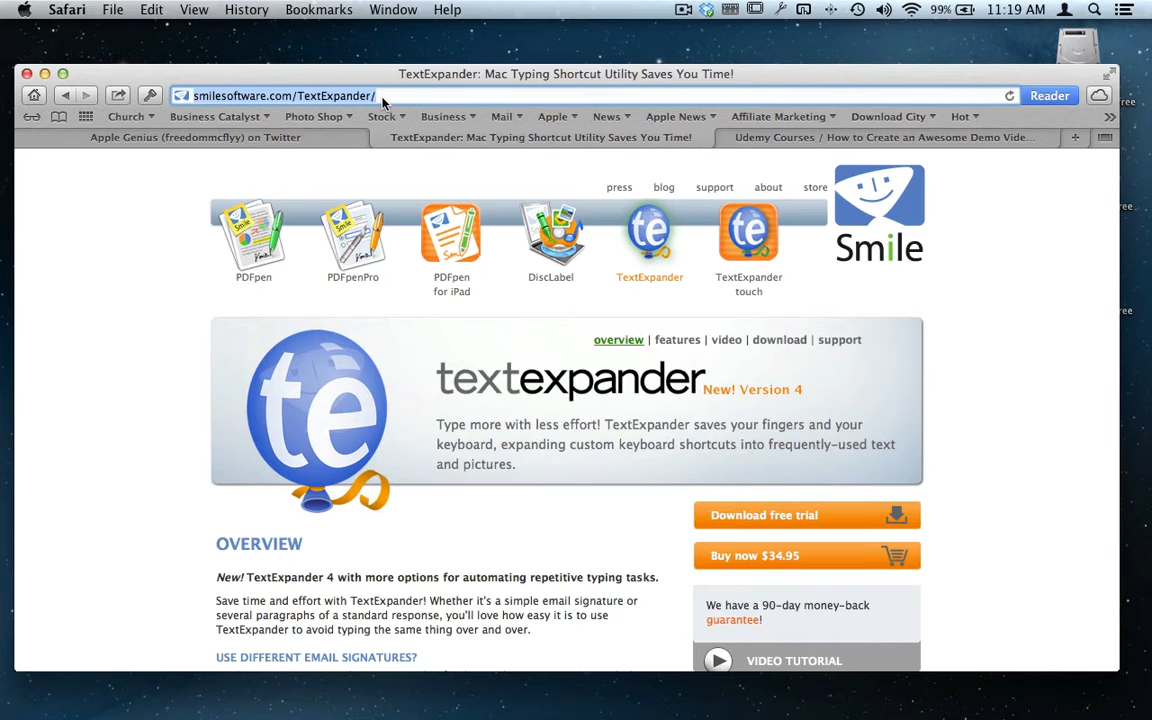 Safari File Edit View History Bookmarks Window Help 99% 11:19 AM
TextExpander: Mac Typing Shortcut Utility Saves You Time!
smilesoftware.com/TextExpander/ Reader
Church Business Catalyst Photo Shop Stock Business Mail Apple News Apple News Affiliate Marketing Download City Hot
Apple Genius (freedommcflyy) on Twitter TextExpander: Mac Typing Shortcut Utility Saves You Time! Udemy Courses / How to Create an Awesome Demo Vide...
press blog support about store
te te
Smile
PDFpen PDFpenPro PDFpen for iPad DiscLabel TextExpander TextExpander touch
overview | features | video | download | support
te
textexpander New! Version 4
Type more with less effort! TextExpander saves your fingers and your
keyboard, expanding custom keyboard shortcuts into frequently-used text
and pictures.
Download free trial
Buy now $34.95
OVERVIEW
New! TextExpander 4 with more options for automating repetitive typing tasks.
Save time and effort with TextExpander! Whether it's a simple email signature or
several paragraphs of a standard response, you'll love how easy it is to use
TextExpander to avoid typing the same thing over and over.
USE DIFFERENT EMAIL SIGNATURES?
We have a 90-day money-back
guarantee!
VIDEO TUTORIAL